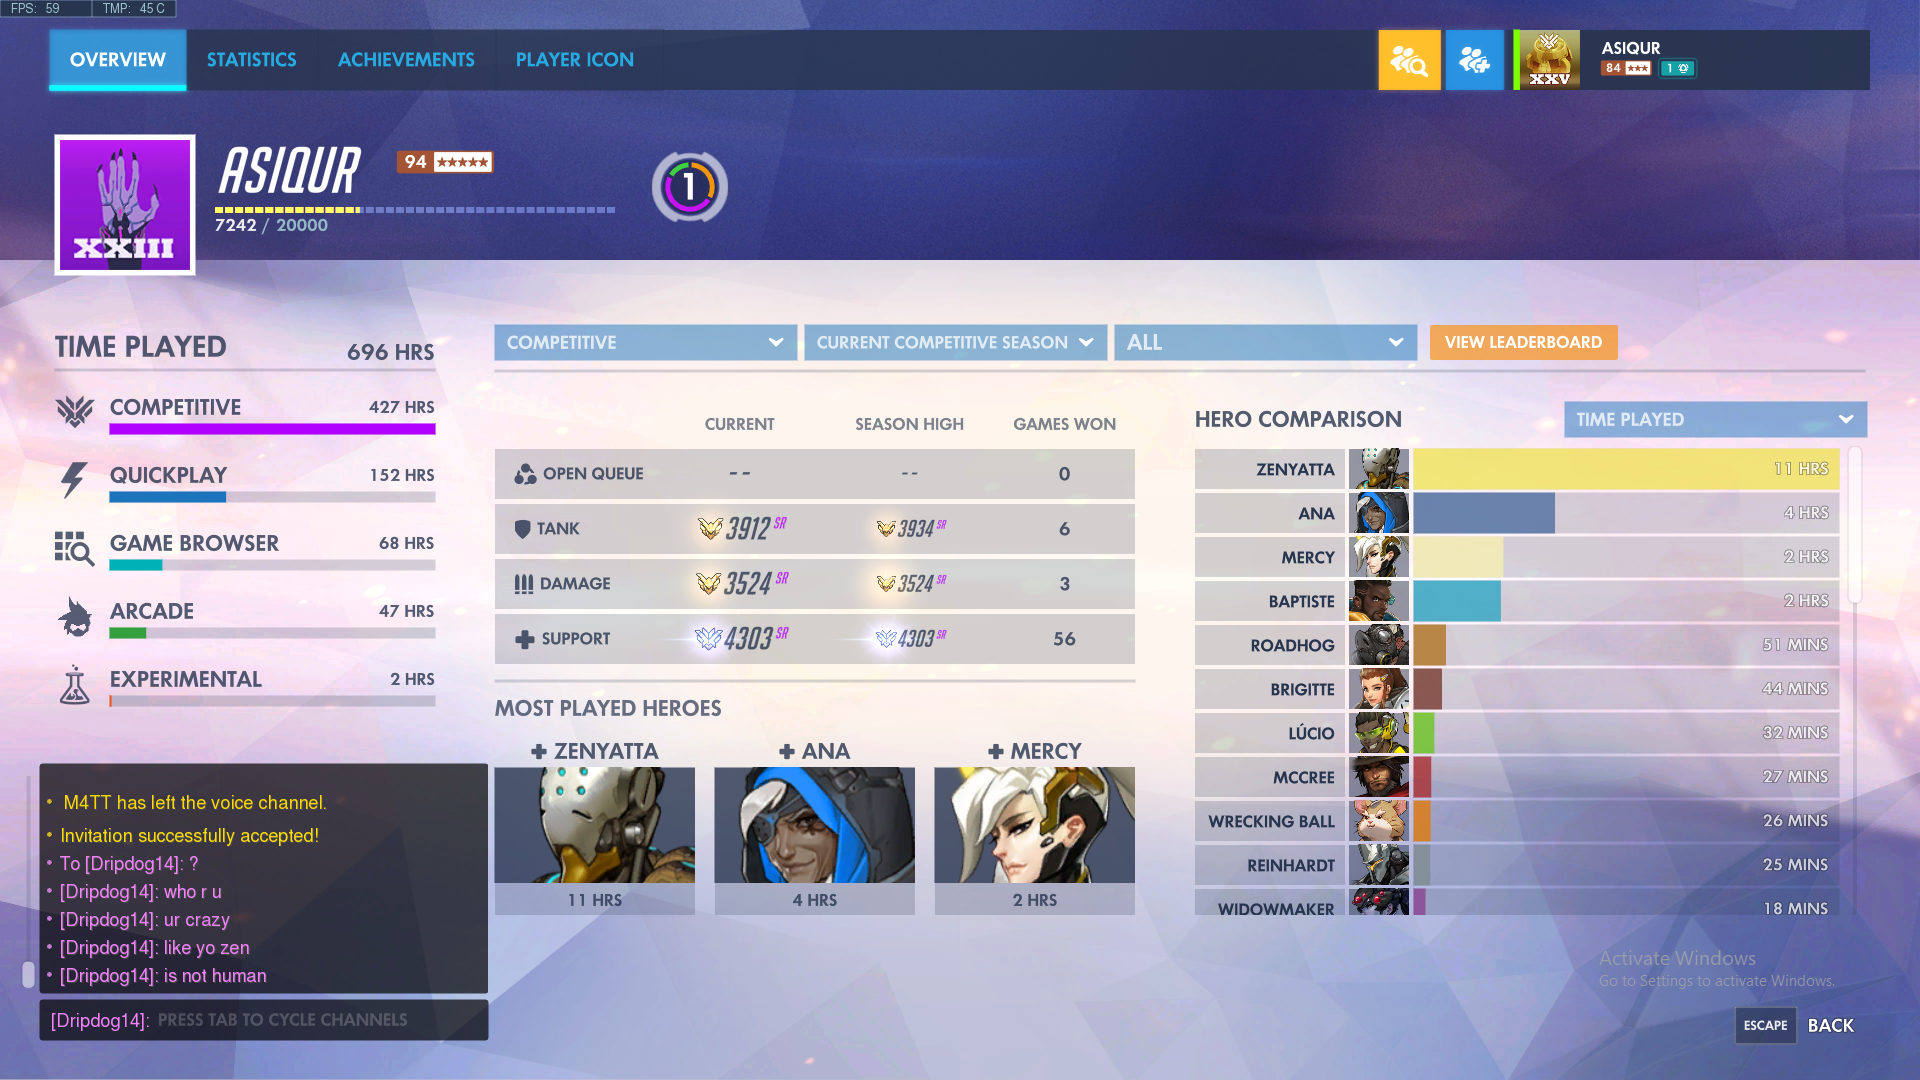 FPS: 59 TMP: 45 C
OVERVIEW STATISTICS ACHIEVEMENTS PLAYER ICON
XXV
ASIQUR
84 1
XXIII
ASIQUR 94
7242 / 20000
1
TIME PLAYED 696 HRS
COMPETITIVE 427 HRS
QUICKPLAY 152 HRS
GAME BROWSER 68 HRS
ARCADE 47 HRS
EXPERIMENTAL 2 HRS
COMPETITIVE CURRENT COMPETITIVE SEASON ALL VIEW LEADERBOARD
CURRENT SEASON HIGH GAMES WON
OPEN QUEUE -- -- 0
TANK 3912 SR 3934 SR 6
DAMAGE 3524 SR 3524 SR 3
SUPPORT 4303 SR 4303 SR 56
MOST PLAYED HEROES
ZENYATTA ANA MERCY
11 HRS 4 HRS 2 HRS
HERO COMPARISON TIME PLAYED
ZENYATTA 11 HRS
ANA 4 HRS
MERCY 2 HRS
BAPTISTE 2 HRS
ROADHOG 51 MINS
BRIGITTE 44 MINS
LÚCIO 32 MINS
MCCREE 27 MINS
WRECKING BALL 26 MINS
REINHARDT 25 MINS
WIDOWMAKER 18 MINS
• M4TT has left the voice channel.
• Invitation successfully accepted!
• To [Dripdog14]: ?
• [Dripdog14]: who r u
• [Dripdog14]: ur crazy
• [Dripdog14]: like yo zen
• [Dripdog14]: is not human
[Dripdog14]: PRESS TAB TO CYCLE CHANNELS
Activate Windows
Go to Settings to activate Windows.
ESCAPE BACK